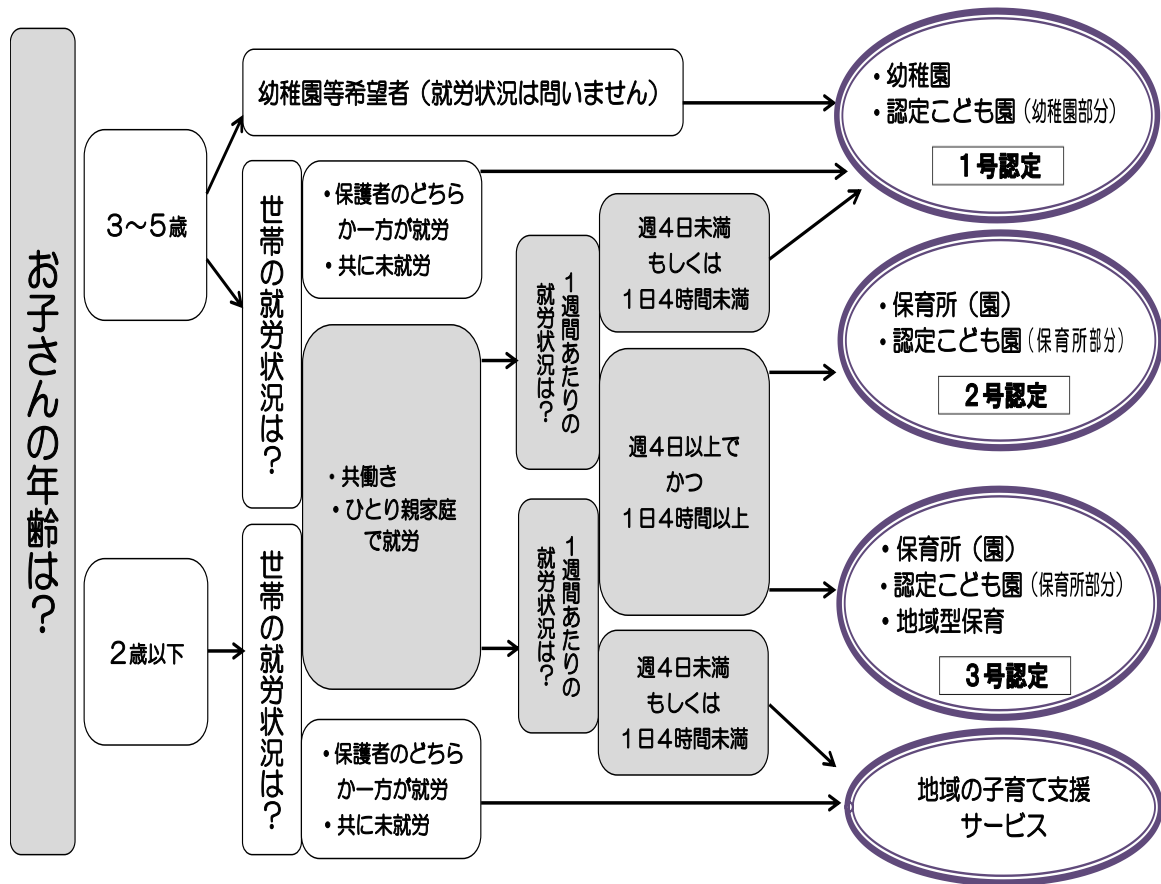 お子さんの年齢は？
3～5歳
2歳以下
幼稚園等希望者（就労状況は問いません）
世帯の就労状況は？
・保護者のどちら
か一方が就労
・共に未就労
・共働き
・ひとり親家庭
で就労
世帯の就労状況は？
・保護者のどちら
か一方が就労
・共に未就労
1週間あたりの
就労状況は？
1週間あたりの
就労状況は？
週4日未満
もしくは
1日4時間未満
週4日以上で
かつ
1日4時間以上
週4日未満
もしくは
1日4時間未満
・幼稚園
・認定こども園（幼稚園部分）
1号認定
・保育所（園）
・認定こども園（保育所部分）
2号認定
・保育所（園）
・認定こども園（保育所部分）
・地域型保育
3号認定
地域の子育て支援
サービス